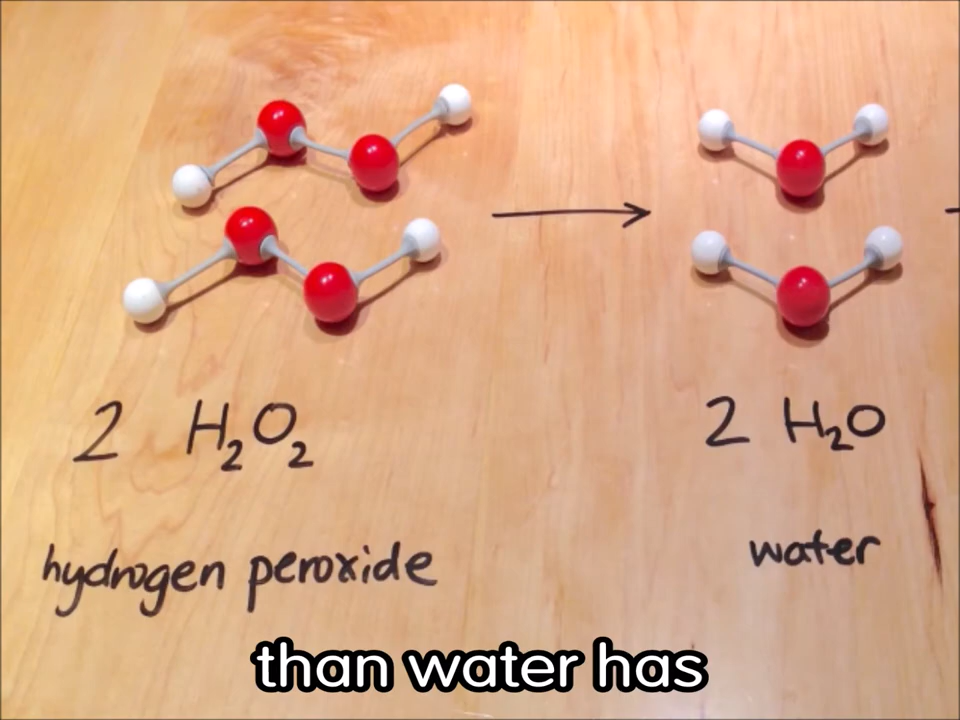 2 H₂O₂
2 H₂O
hydrogen peroxide
water
than water has